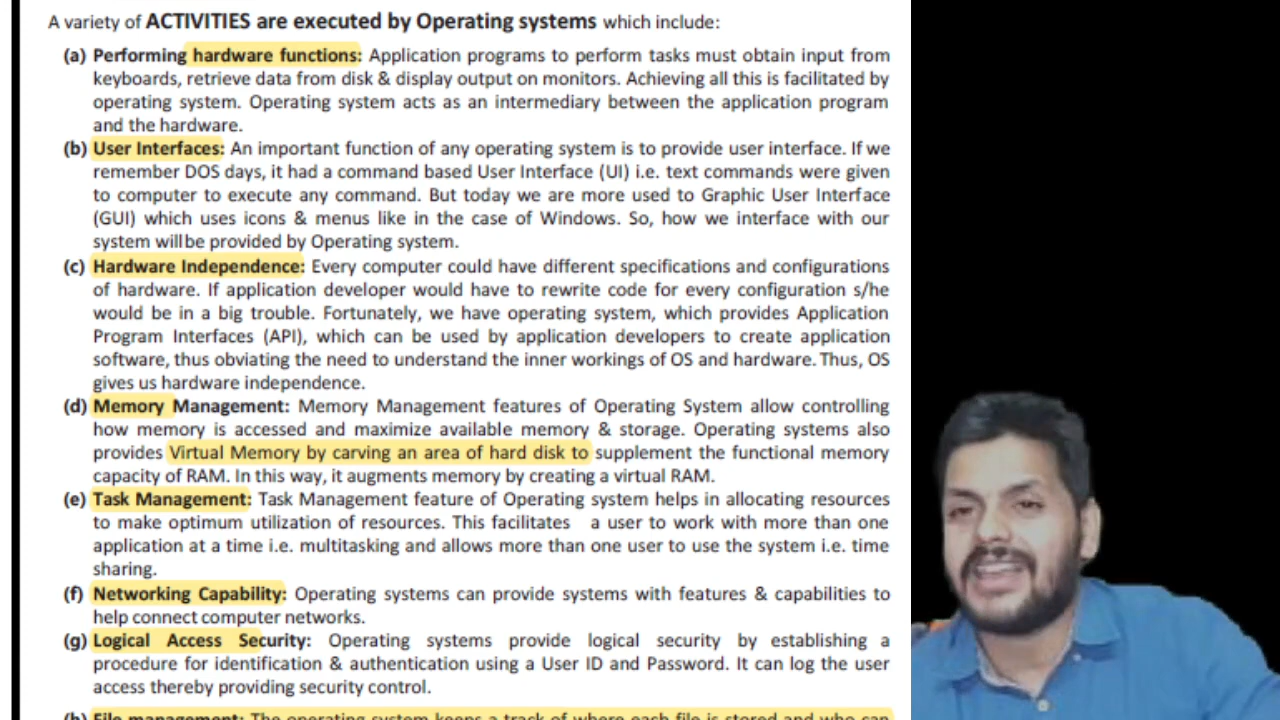 A variety of ACTIVITIES are executed by Operating systems which include:
(a) Performing hardware functions: Application programs to perform tasks must obtain input from
keyboards, retrieve data from disk & display output on monitors. Achieving all this is facilitated by
operating system. Operating system acts as an intermediary between the application program
and the hardware.
(b) User Interfaces: An important function of any operating system is to provide user interface. If we
remember DOS days, it had a command based User Interface (UI) i.e. text commands were given
to computer to execute any command. But today we are more used to Graphic User Interface
(GUI) which uses icons & menus like in the case of Windows. So, how we interface with our
system willbe provided by Operating system.
(c) Hardware Independence: Every computer could have different specifications and configurations
of hardware. If application developer would have to rewrite code for every configuration s/he
would be in a big trouble. Fortunately, we have operating system, which provides Application
Program Interfaces (API), which can be used by application developers to create application
software, thus obviating the need to understand the inner workings of OS and hardware. Thus, OS
gives us hardware independence.
(d) Memory Management: Memory Management features of Operating System allow controlling
how memory is accessed and maximize available memory & storage. Operating systems also
provides Virtual Memory by carving an area of hard disk to supplement the functional memory
capacity of RAM. In this way, it augments memory by creating a virtual RAM.
(e) Task Management: Task Management feature of Operating system helps in allocating resources
to make optimum utilization of resources. This facilitates a user to work with more than one
application at a time i.e. multitasking and allows more than one user to use the system i.e. time
sharing.
(f) Networking Capability: Operating systems can provide systems with features & capabilities to
help connect computer networks.
(g) Logical Access Security: Operating systems provide logical security by establishing a
procedure for identification & authentication using a User ID and Password. It can log the user
access thereby providing security control.
(h) File management: The operating system keeps a track of where each file is stored and who can